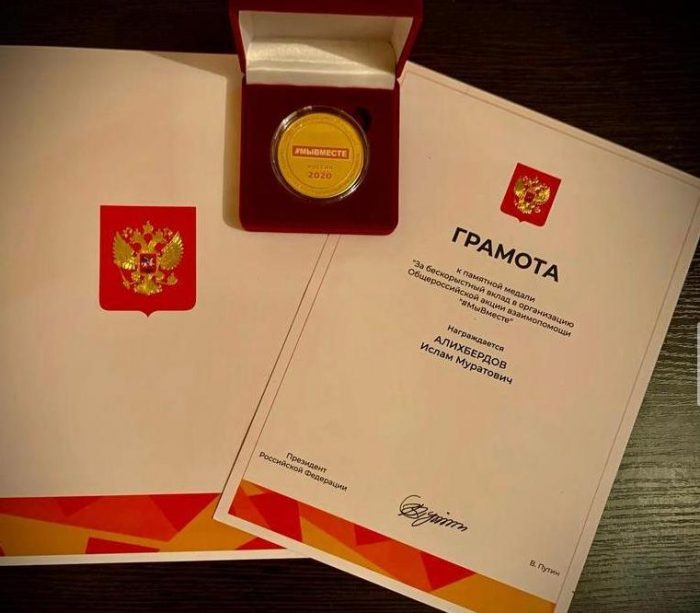 #МЫВМЕСТЕ
РОССИЯ
2020
ГРАМОТА
к памятной медали
"За бескорыстный вклад в организацию
Общероссийской акции взаимопомощи
"#МыВместе"
Награждается
АЛИХБЕРДОВ
Ислам Муратович
Президент
Российской Федерации
В. Путин